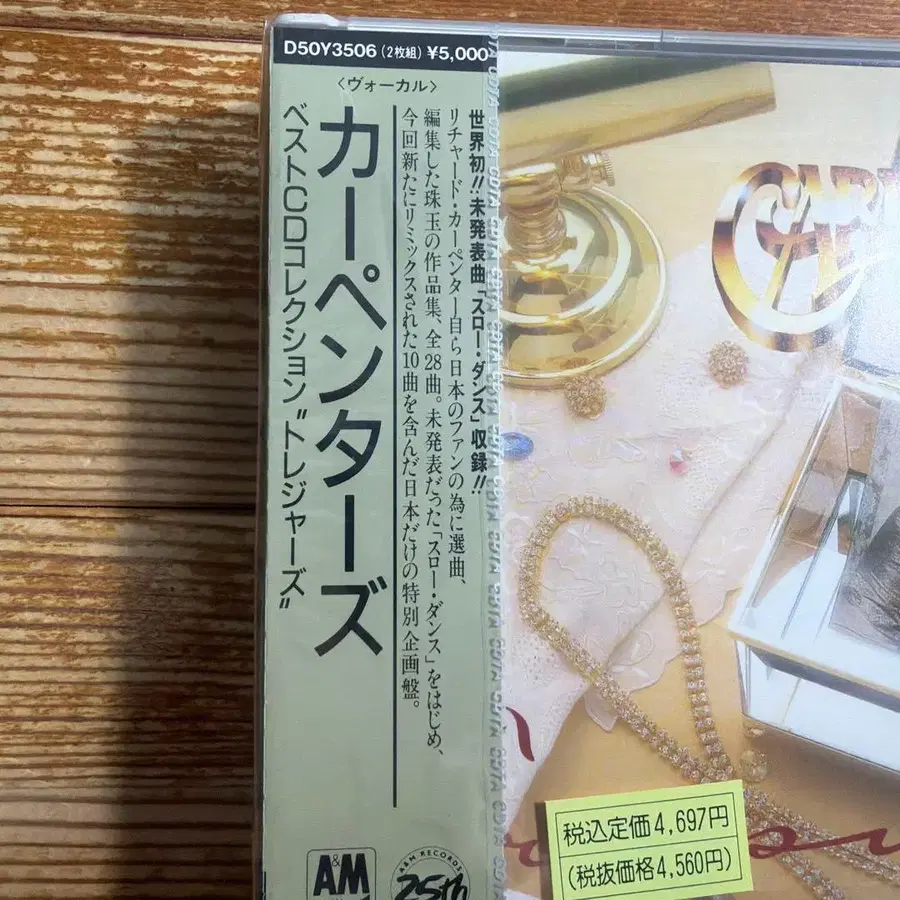 D50Y3506(2枚組)¥5,000
〈ヴォーカル〉
世界初!!未発表曲「スロー・ダンス」収録!!
リチャード・カーペンター自ら日本のファンの為に選曲、
編集した珠玉の作品集、全28曲。未発表だった「スロー・ダンス」をはじめ、
今回新たにリミックスされた10曲を含んだ日本だけの特別企画盤。
カーペンターズ
ベストCDコレクション〝トレジャーズ〟
A&M
A&M RECORDS
25th
税込定価4,697円
(税抜価格4,560円)